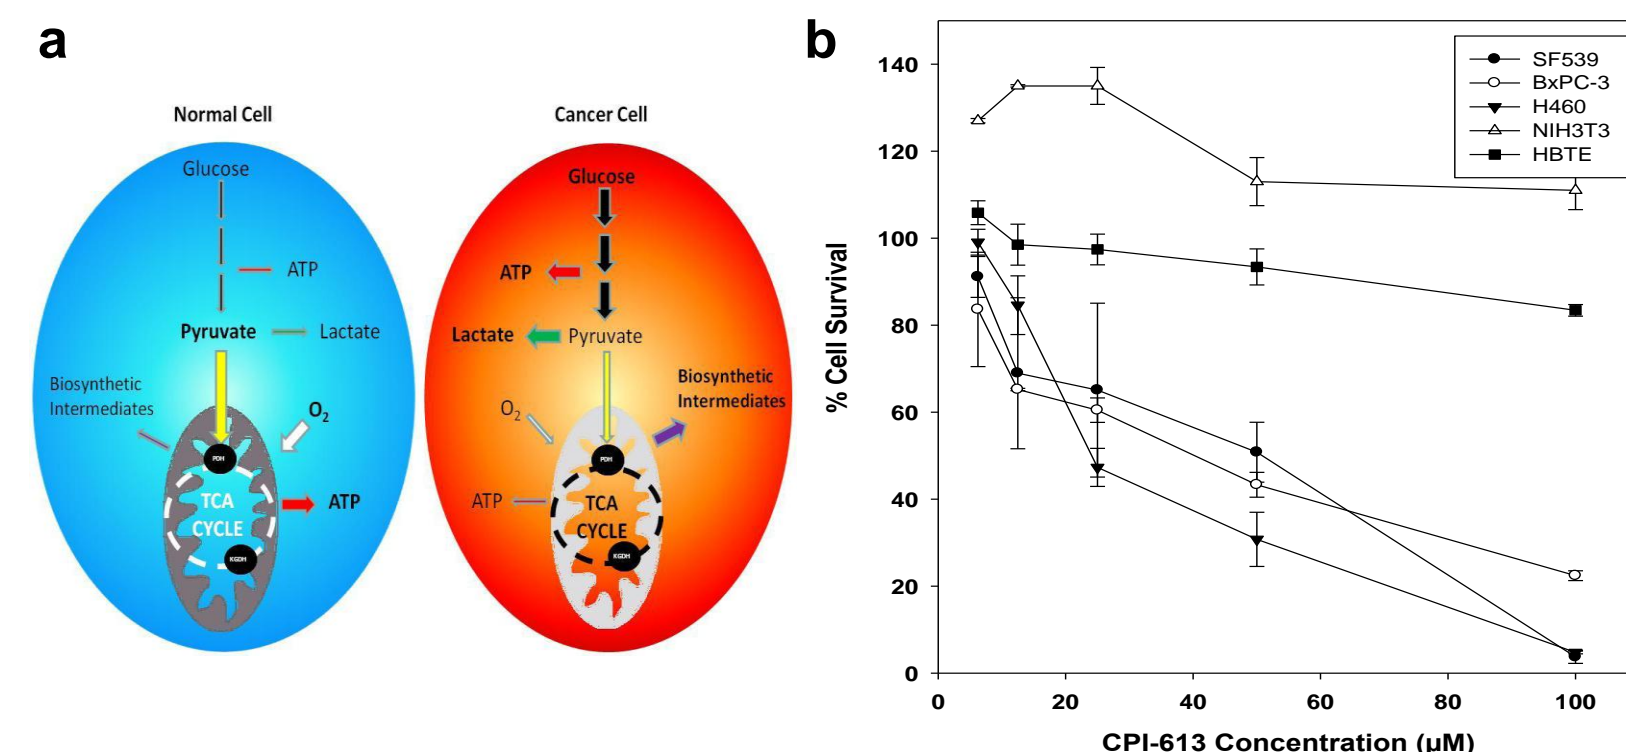 a
Normal Cell
Glucose
ATP
Pyruvate
Lactate
Biosynthetic
Intermediates
O2
PDH
TCA
CYCLE
ATP
KGDH
Cancer Cell
Glucose
ATP
Lactate
Pyruvate
Biosynthetic
Intermediates
O2
PDH
ATP
TCA
CYCLE
KGDH
b
% Cell Survival
140
120
100
80
60
40
20
0
0 20 40 60 80 100
CPI-613 Concentration (µM)
SF539
BxPC-3
H460
NIH3T3
HBTE